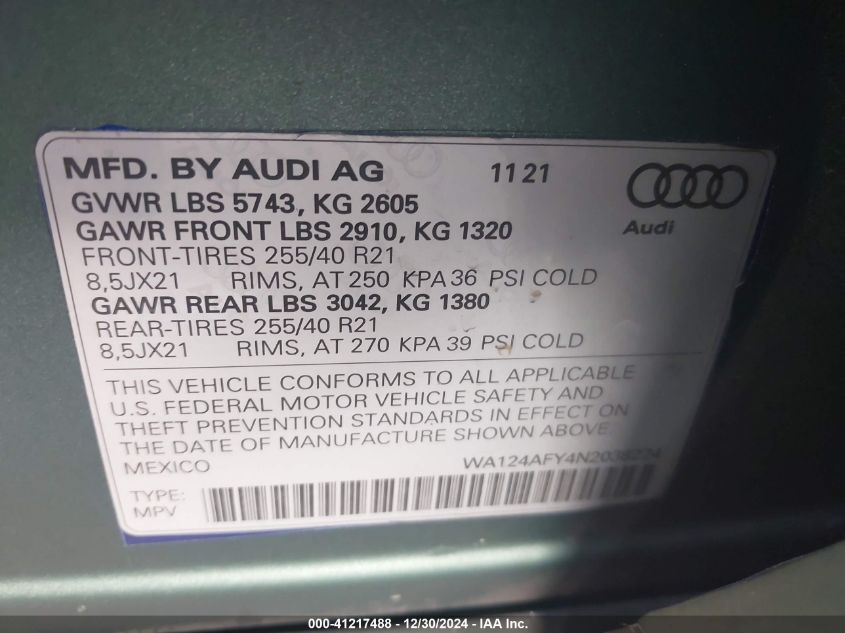 MFD. BY AUDI AG 11 21
GVWR LBS 5743, KG 2605
GAWR FRONT LBS 2910, KG 1320
Audi
FRONT-TIRES 255/40 R21
8,5JX21 RIMS, AT 250 KPA 36 PSI COLD
GAWR REAR LBS 3042, KG 1380
REAR-TIRES 255/40 R21
8,5JX21 RIMS, AT 270 KPA 39 PSI COLD
THIS VEHICLE CONFORMS TO ALL APPLICABLE
U.S. FEDERAL MOTOR VEHICLE SAFETY AND
THEFT PREVENTION STANDARDS IN EFFECT ON
THE DATE OF MANUFACTURE SHOWN ABOVE.
MEXICO WA124AFY4N2038224
TYPE:
MPV
000-41217488 - 12/30/2024 - IAA Inc.